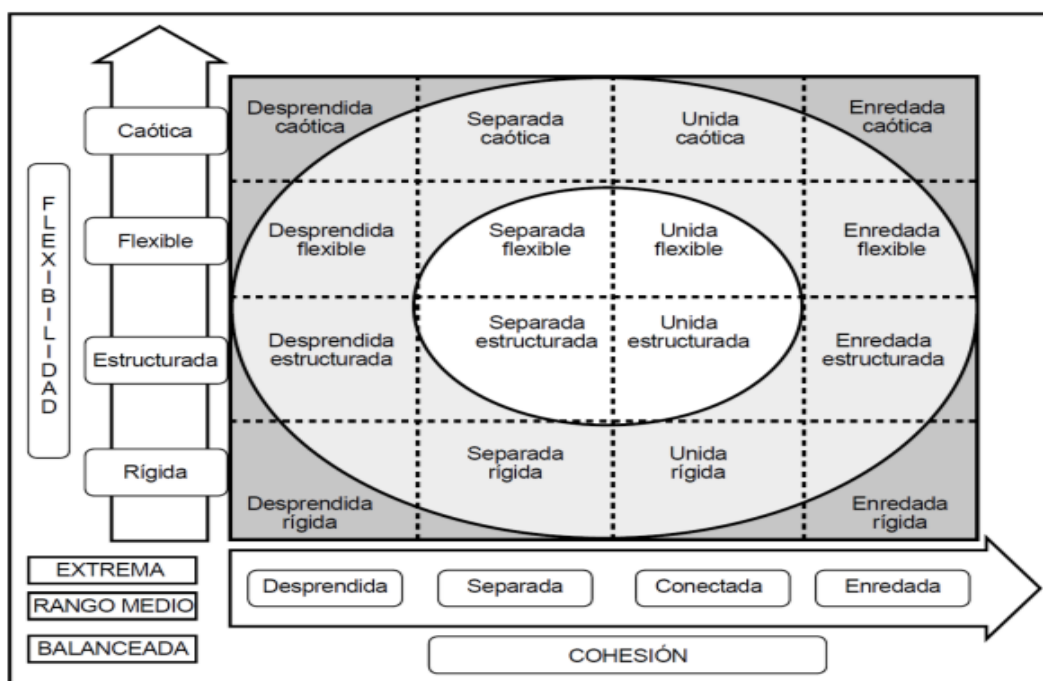 Desprendida
caótica
Separada
caótica
Unida
caótica
Enredada
caótica
Caótica
FLEXIBILIDAD
Flexible
Desprendida
flexible
Separada
flexible
Unida
flexible
Enredada
flexible
Estructurada
Desprendida
estructurada
Separada
estructurada
Unida
estructurada
Enredada
estructurada
Rígida
Separada
rígida
Unida
rígida
Desprendida
rígida
Enredada
rígida
EXTREMA
RANGO MEDIO
BALANCEADA
Desprendida
Separada
Conectada
Enredada
COHESIÓN